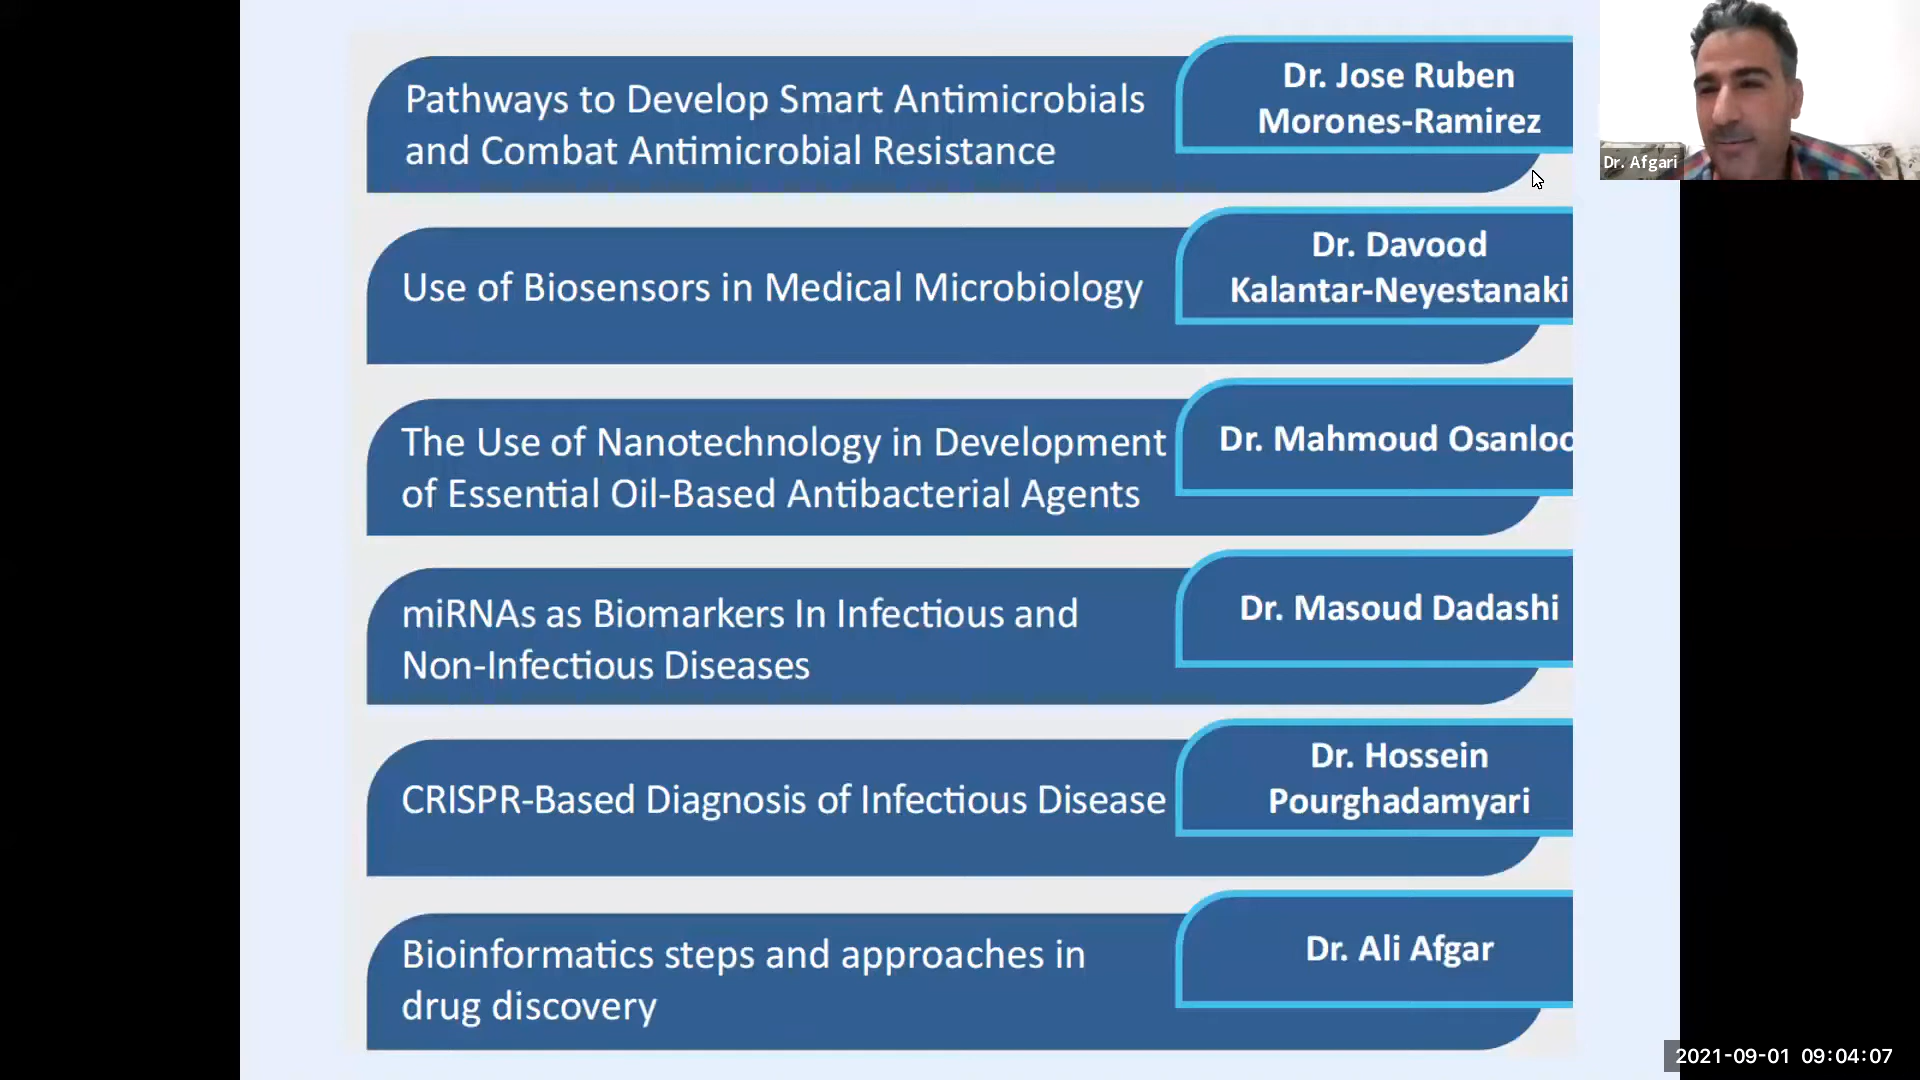 Pathways to Develop Smart Antimicrobials
and Combat Antimicrobial Resistance
Dr. Jose Ruben
Morones-Ramirez
Dr. Afgari
Use of Biosensors in Medical Microbiology
Dr. Davood
Kalantar-Neyestanaki
The Use of Nanotechnology in Development
of Essential Oil-Based Antibacterial Agents
Dr. Mahmoud Osanloo
miRNAs as Biomarkers In Infectious and
Non-Infectious Diseases
Dr. Masoud Dadashi
CRISPR-Based Diagnosis of Infectious Disease
Dr. Hossein
Pourghadamyari
Bioinformatics steps and approaches in
drug discovery
Dr. Ali Afgar
2021-09-01 09:04:07